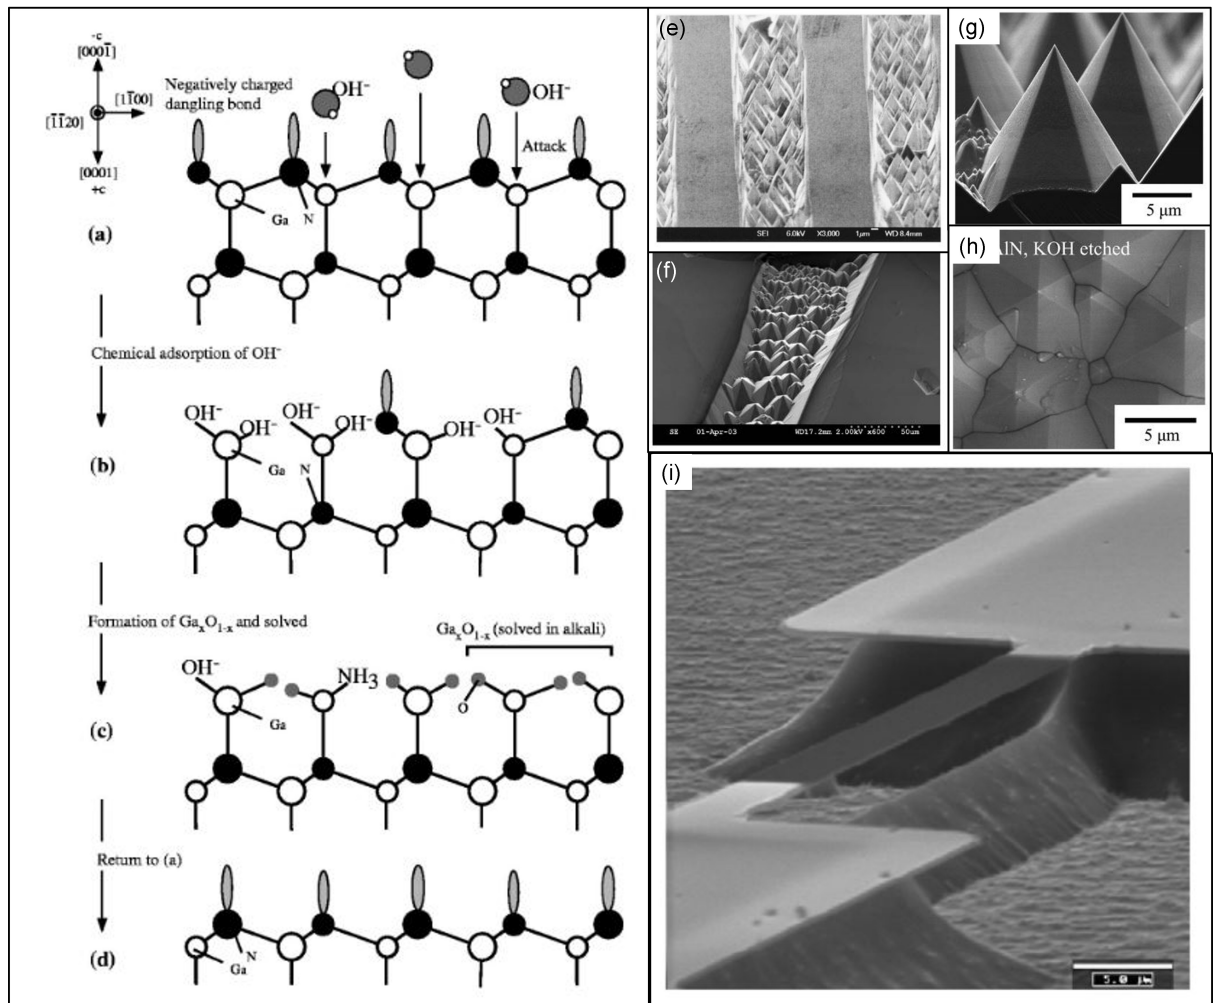 -c
[0001̄]
[11̄00]
[1̄1̄20]
[0001]
+c
Negatively charged
dangling bond
OH⁻
OH⁻
Attack
Ga
N
(a)
Chemical adsorption of OH⁻
OH⁻
OH⁻
OH⁻
OH⁻
OH⁻
OH⁻
N
Ga
(b)
Formation of GaₓO₁₋ₓ and solved
GaₓO₁₋ₓ (solved in alkali)
OH⁻
NH₃
O
Ga
(c)
Return to (a)
N
Ga
(d)
(e)
SEI 6.0kV X3,000 1μm WD 8.4mm
(f)
SE 01-Apr-03 WD17.2mm 2.00kV x600 50um
(g)
5 μm
(h)
AlN, KOH etched
5 μm
(i)
5.0 μm